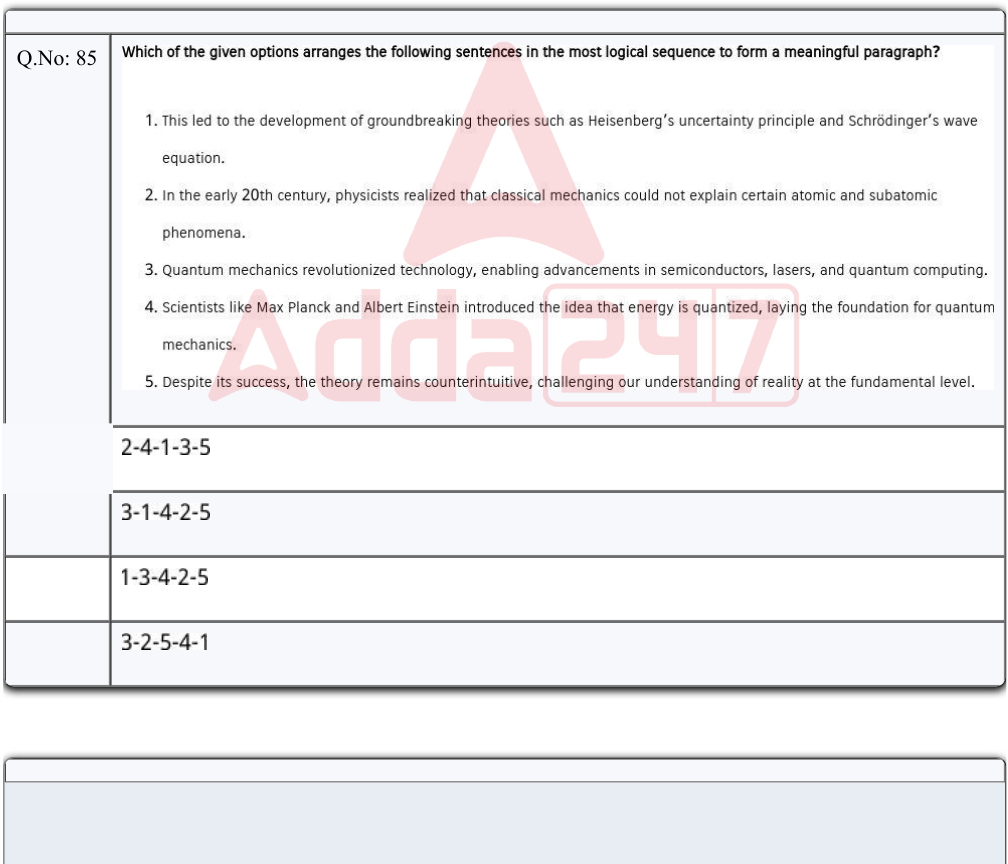 Q.No: 85
Which of the given options arranges the following sentences in the most logical sequence to form a meaningful paragraph?
1. This led to the development of groundbreaking theories such as Heisenberg's uncertainty principle and Schrödinger's wave
equation.
2. In the early 20th century, physicists realized that classical mechanics could not explain certain atomic and subatomic
phenomena.
3. Quantum mechanics revolutionized technology, enabling advancements in semiconductors, lasers, and quantum computing.
4. Scientists like Max Planck and Albert Einstein introduced the idea that energy is quantized, laying the foundation for quantum
mechanics.
5. Despite its success, the theory remains counterintuitive, challenging our understanding of reality at the fundamental level.
Adda247
2-4-1-3-5
3-1-4-2-5
1-3-4-2-5
3-2-5-4-1